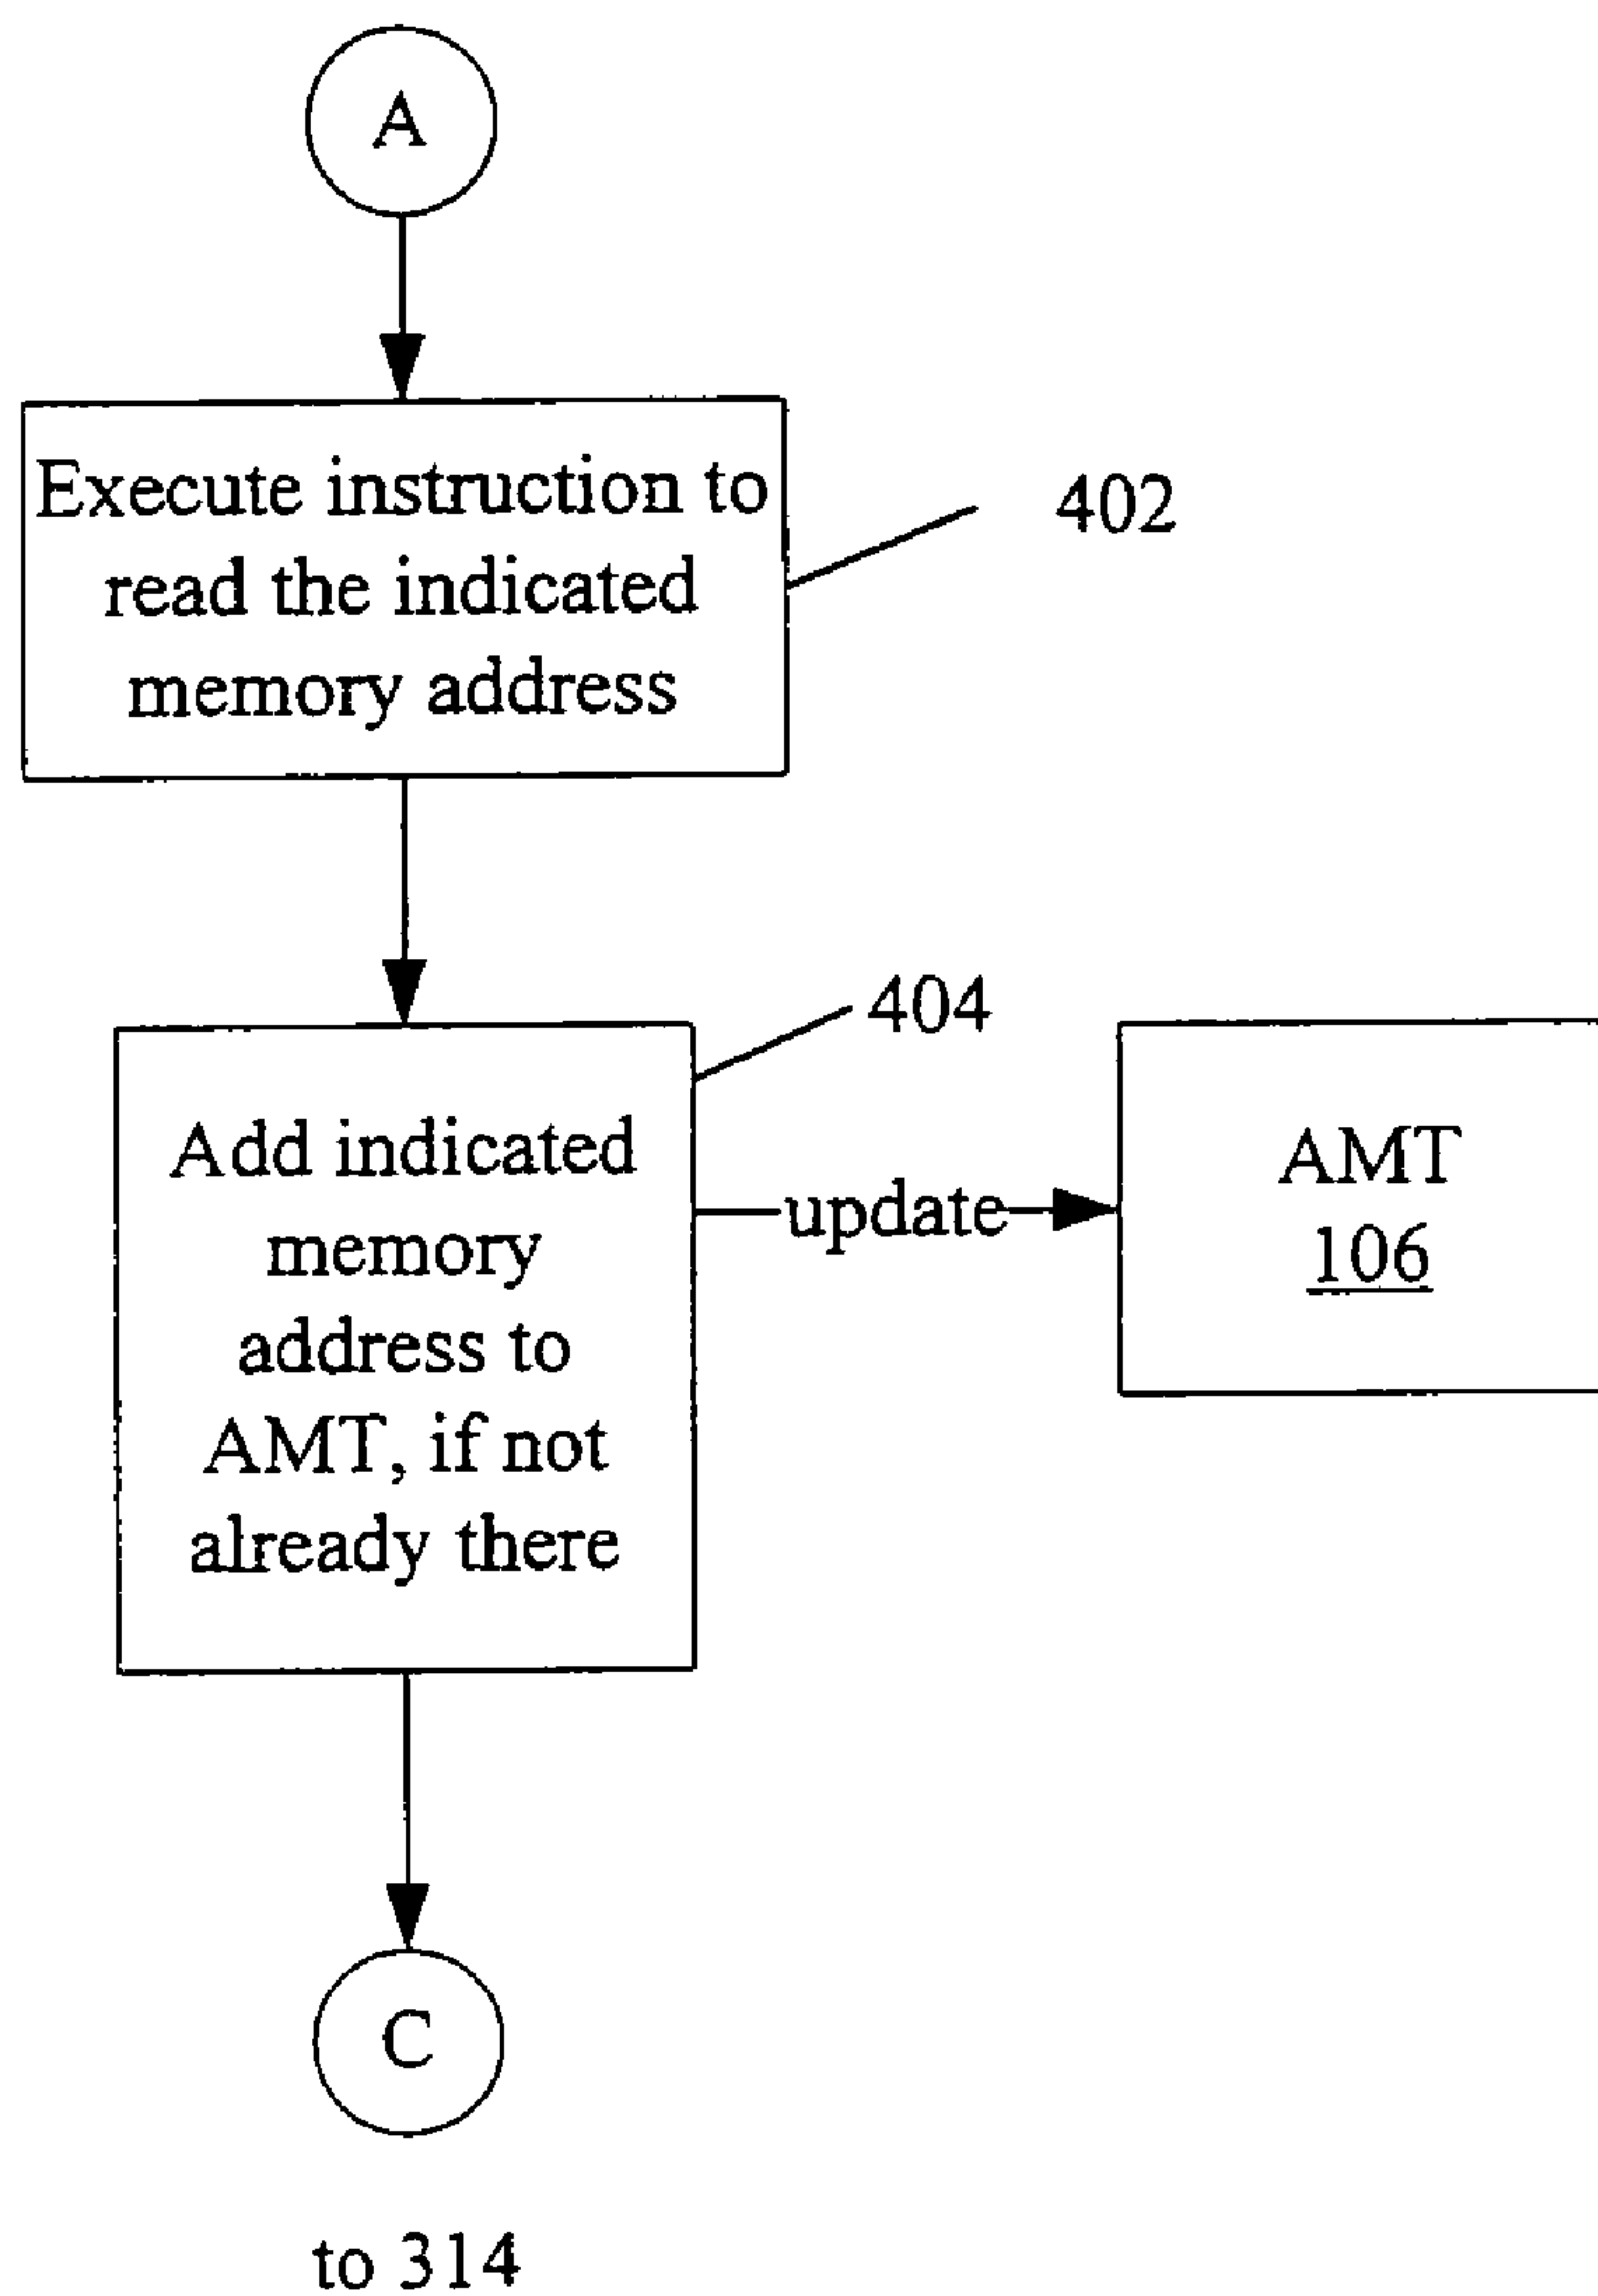 A
Execute instruction to
read the indicated
memory address
402
404
Add indicated
memory
address to
AMT, if not
already there
update
AMT
106
C
to 314